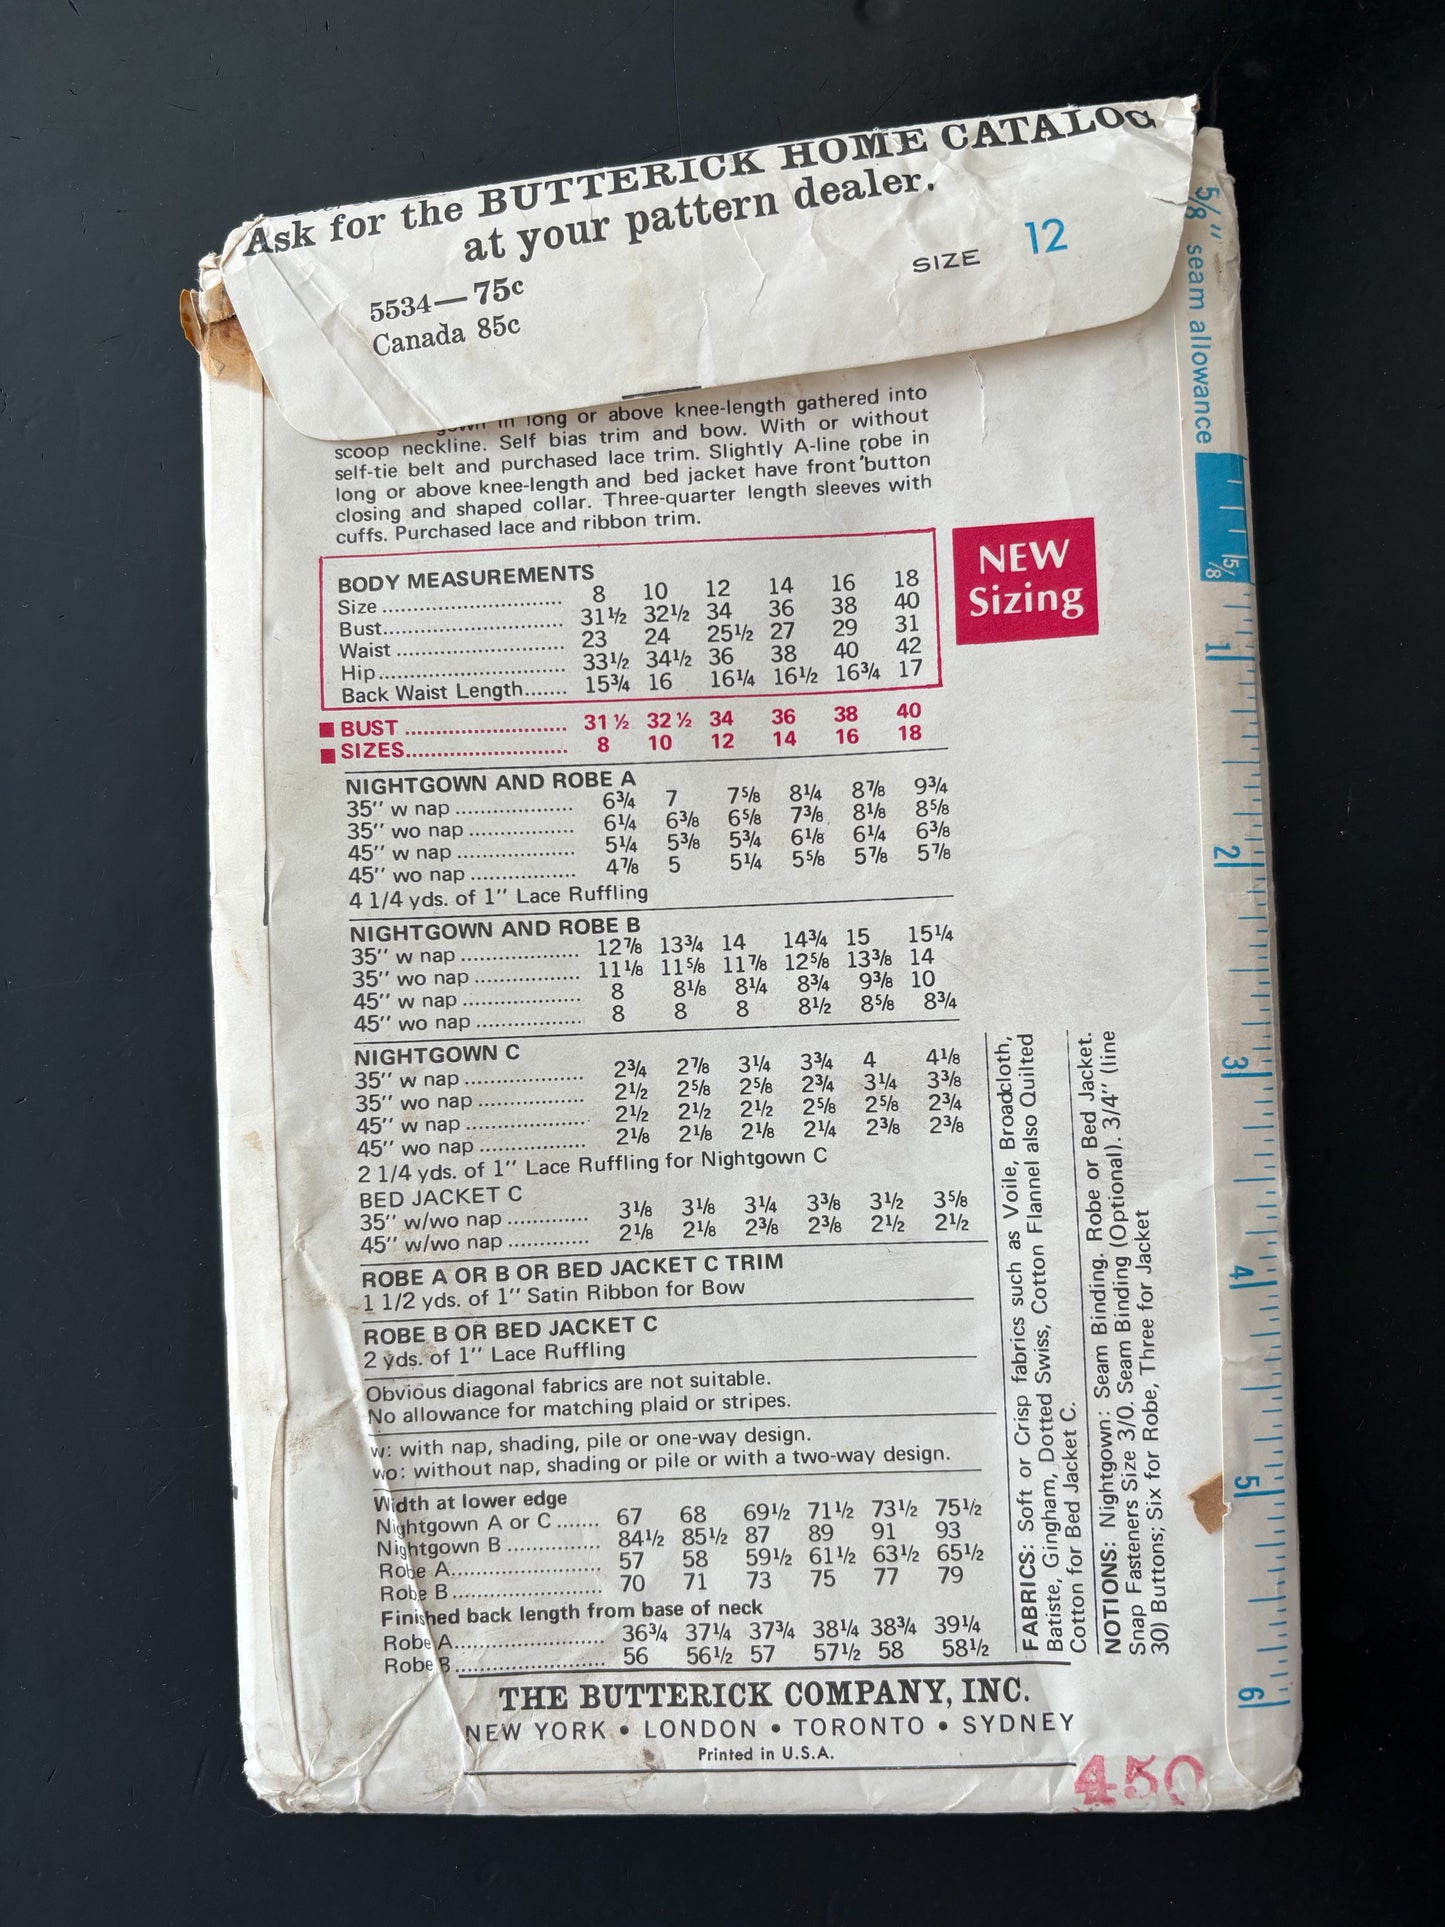 Ask for the BUTTERICK HOME CATALOG
at your pattern dealer.
5534—75c
Canada 85c
SIZE 12
in long or above knee-length gathered into
scoop neckline. Self bias trim and bow. With or without
self-tie belt and purchased lace trim. Slightly A-line robe in
long or above knee-length and bed jacket have front button
closing and shaped collar. Three-quarter length sleeves with
cuffs. Purchased lace and ribbon trim.
NEW
Sizing
BODY MEASUREMENTS
Size 8 10 12 14 16 18
Bust 31½ 32½ 34 36 38 40
Waist 23 24 25½ 27 29 31
Hip 33½ 34½ 36 38 40 42
Back Waist Length 15¾ 16 16¼ 16½ 16¾ 17
BUST 31 ½ 32 ½ 34 36 38 40
SIZES 8 10 12 14 16 18
NIGHTGOWN AND ROBE A
35" w nap 6¾ 7 7⅝ 8¼ 8⅞ 9¾
35" wo nap 6¼ 6⅜ 6⅝ 7⅜ 8⅛ 8⅝
45" w nap 5¼ 5⅜ 5¾ 6⅛ 6¼ 6⅜
45" wo nap 4⅞ 5 5¼ 5⅝ 5⅞ 5⅞
4 1/4 yds. of 1" Lace Ruffling
NIGHTGOWN AND ROBE B
35" w nap 12⅞ 13¾ 14 14¾ 15 15¼
35" wo nap 11⅛ 11⅝ 11⅞ 12⅝ 13⅜ 14
45" w nap 8 8⅛ 8¼ 8¾ 9⅜ 10
45" wo nap 8 8 8 8½ 8⅝ 8¾
NIGHTGOWN C
35" w nap 2¾ 2⅞ 3¼ 3¾ 4 4⅛
35" wo nap 2½ 2⅝ 2⅝ 2¾ 3¼ 3⅜
45" w nap 2½ 2½ 2½ 2⅝ 2⅝ 2¾
45" wo nap 2⅛ 2⅛ 2⅛ 2¼ 2⅜ 2⅜
2 1/4 yds. of 1" Lace Ruffling for Nightgown C
BED JACKET C
35" w/wo nap 3⅛ 3⅛ 3¼ 3⅜ 3½ 3⅝
45" w/wo nap 2⅛ 2⅛ 2⅜ 2⅜ 2½ 2½
ROBE A OR B OR BED JACKET C TRIM
1 1/2 yds. of 1" Satin Ribbon for Bow
ROBE B OR BED JACKET C
2 yds. of 1" Lace Ruffling
Obvious diagonal fabrics are not suitable.
No allowance for matching plaid or stripes.
w: with nap, shading, pile or one-way design.
wo: without nap, shading or pile or with a two-way design.
Width at lower edge
Nightgown A or C 67 68 69½ 71½ 73½ 75½
Nightgown B 84½ 85½ 87 89 91 93
Robe A 57 58 59½ 61½ 63½ 65½
Robe B 70 71 73 75 77 79
Finished back length from base of neck
Robe A 36¾ 37¼ 37¾ 38¼ 38¾ 39¼
Robe B 56 56½ 57 57½ 58 58½
FABRICS: Soft or Crisp fabrics such as Voile, Broadcloth,
Batiste, Gingham, Dotted Swiss, Cotton Flannel also Quilted
Cotton for Bed Jacket C.
NOTIONS: Nightgown: Seam Binding. Robe or Bed Jacket.
Snap Fasteners Size 3/0. Seam Binding (Optional). 3/4" (line
30) Buttons; Six for Robe, Three for Jacket
THE BUTTERICK COMPANY, INC.
NEW YORK • LONDON • TORONTO • SYDNEY
Printed in U.S.A.
450
5/8" seam allowance
5/8
1
2
3
4
5
6